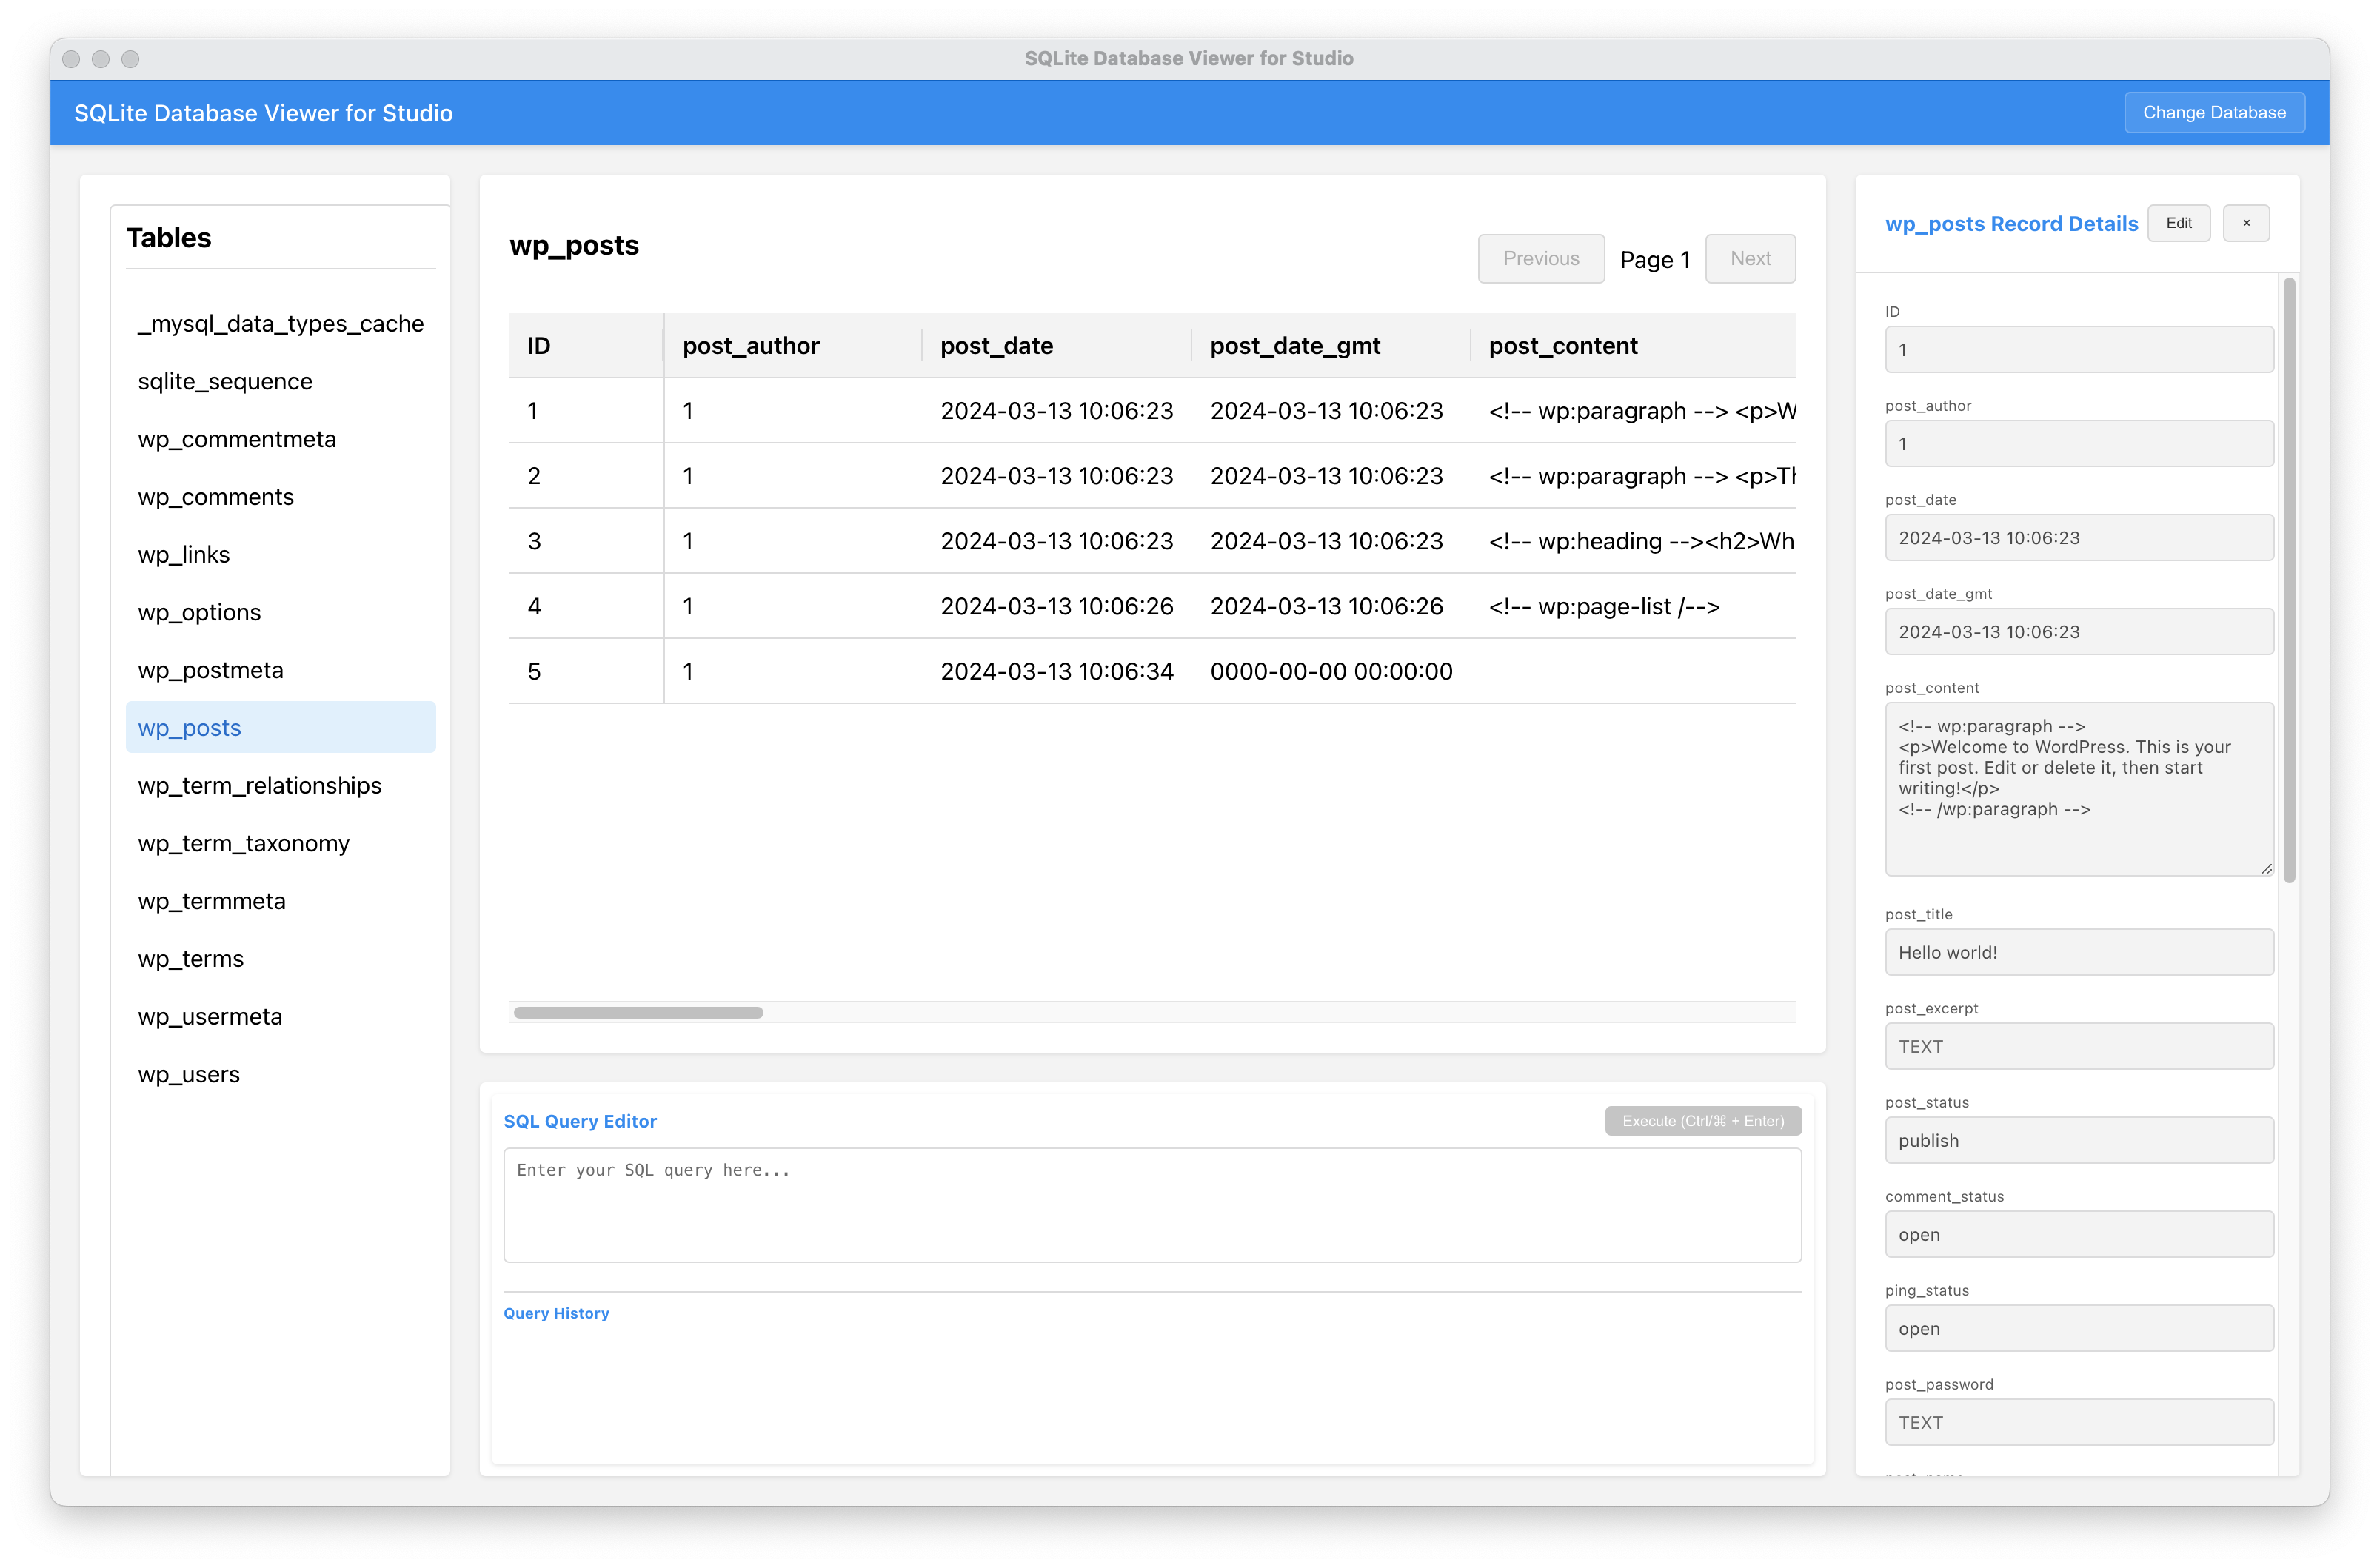 SQLite Database Viewer for Studio
SQLite Database Viewer for Studio
Change Database
Tables
_mysql_data_types_cache
sqlite_sequence
wp_commentmeta
wp_comments
wp_links
wp_options
wp_postmeta
wp_posts
wp_term_relationships
wp_term_taxonomy
wp_termmeta
wp_terms
wp_usermeta
wp_users
wp_posts
Previous Page 1 Next
ID post_author post_date post_date_gmt post_content
1 1 2024-03-13 10:06:23 2024-03-13 10:06:23 <!-- wp:paragraph --> <p>W
2 1 2024-03-13 10:06:23 2024-03-13 10:06:23 <!-- wp:paragraph --> <p>Th
3 1 2024-03-13 10:06:23 2024-03-13 10:06:23 <!-- wp:heading --><h2>Wh
4 1 2024-03-13 10:06:26 2024-03-13 10:06:26 <!-- wp:page-list /-->
5 1 2024-03-13 10:06:34 0000-00-00 00:00:00
SQL Query Editor
Execute (Ctrl/⌘ + Enter)
Enter your SQL query here...
Query History
wp_posts Record Details Edit ×
ID
1
post_author
1
post_date
2024-03-13 10:06:23
post_date_gmt
2024-03-13 10:06:23
post_content
<!-- wp:paragraph -->
<p>Welcome to WordPress. This is your
first post. Edit or delete it, then start
writing!</p>
<!-- /wp:paragraph -->
post_title
Hello world!
post_excerpt
TEXT
post_status
publish
comment_status
open
ping_status
open
post_password
TEXT